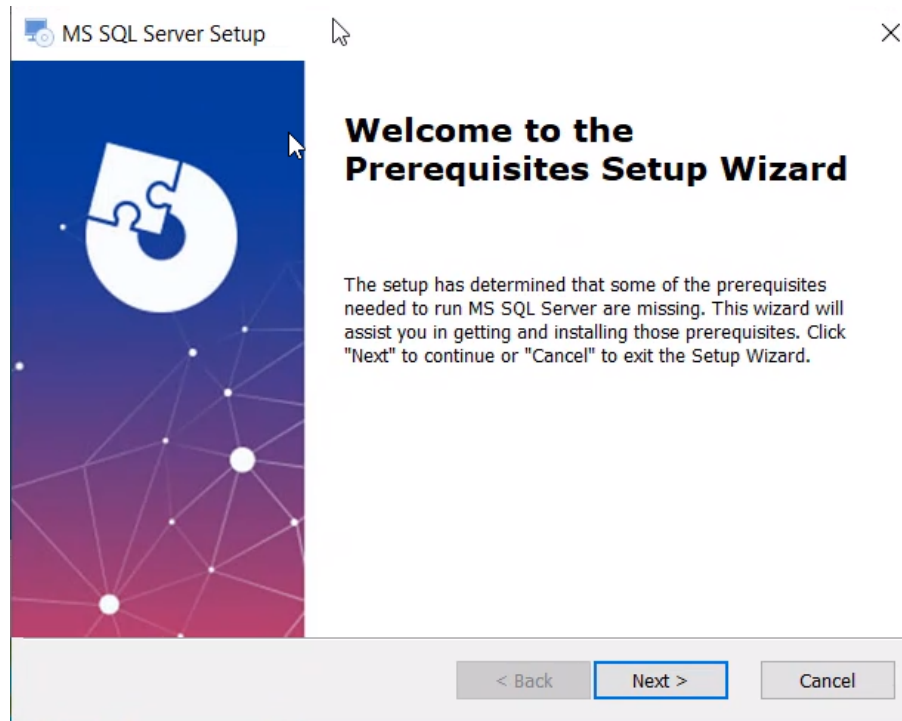 MS SQL Server Setup
Welcome to the
Prerequisites Setup Wizard
The setup has determined that some of the prerequisites
needed to run MS SQL Server are missing. This wizard will
assist you in getting and installing those prerequisites. Click
"Next" to continue or "Cancel" to exit the Setup Wizard.
< Back Next > Cancel